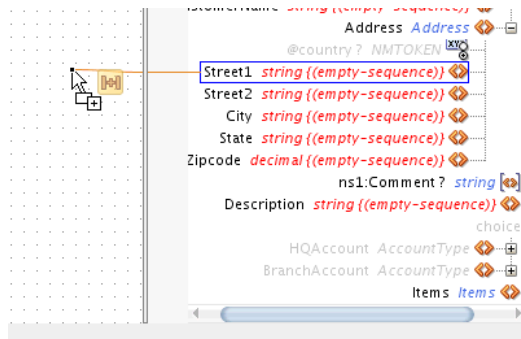 Address Address
@country ? NMTOKEN
Street1 string {(empty-sequence)}
Street2 string {(empty-sequence)}
City string {(empty-sequence)}
State string {(empty-sequence)}
Zipcode decimal {(empty-sequence)}
ns1:Comment ? string
Description string {(empty-sequence)}
choice
HQAccount AccountType
BranchAccount AccountType
Items Items